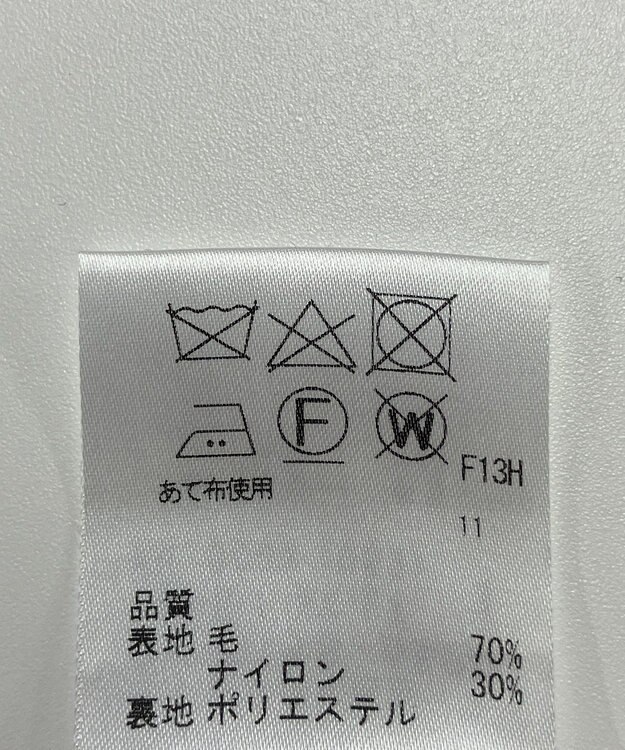 F W
F13H
あて布使用
11
品質
表地 毛 70%
ナイロン 30%
裏地 ポリエステル